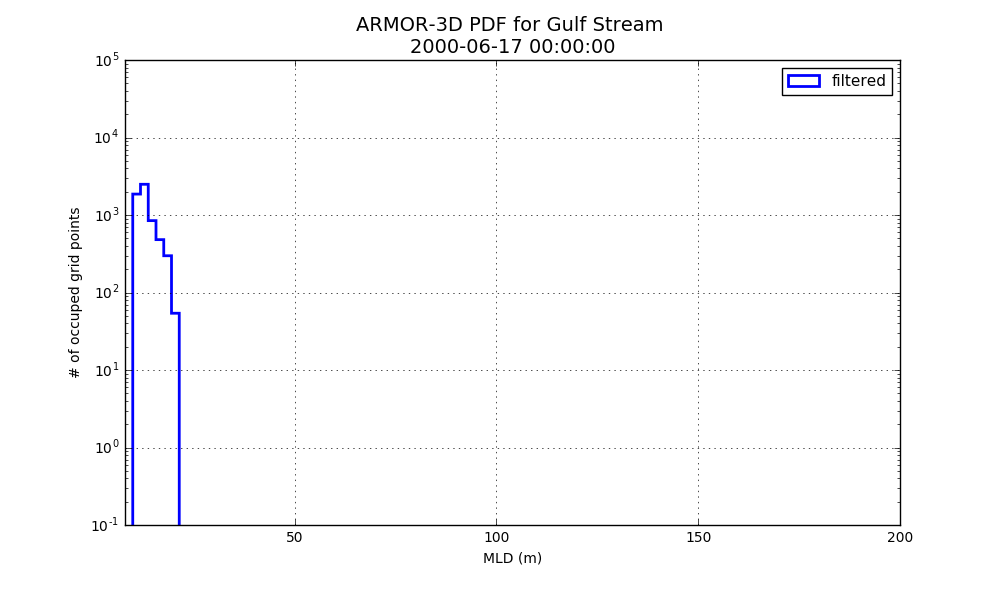 ARMOR-3D PDF for Gulf Stream
2000-06-17 00:00:00
filtered
10^5
10^4
10^3
10^2
10^1
10^0
10^-1
# of occuped grid points
50 100 150 200
MLD (m)